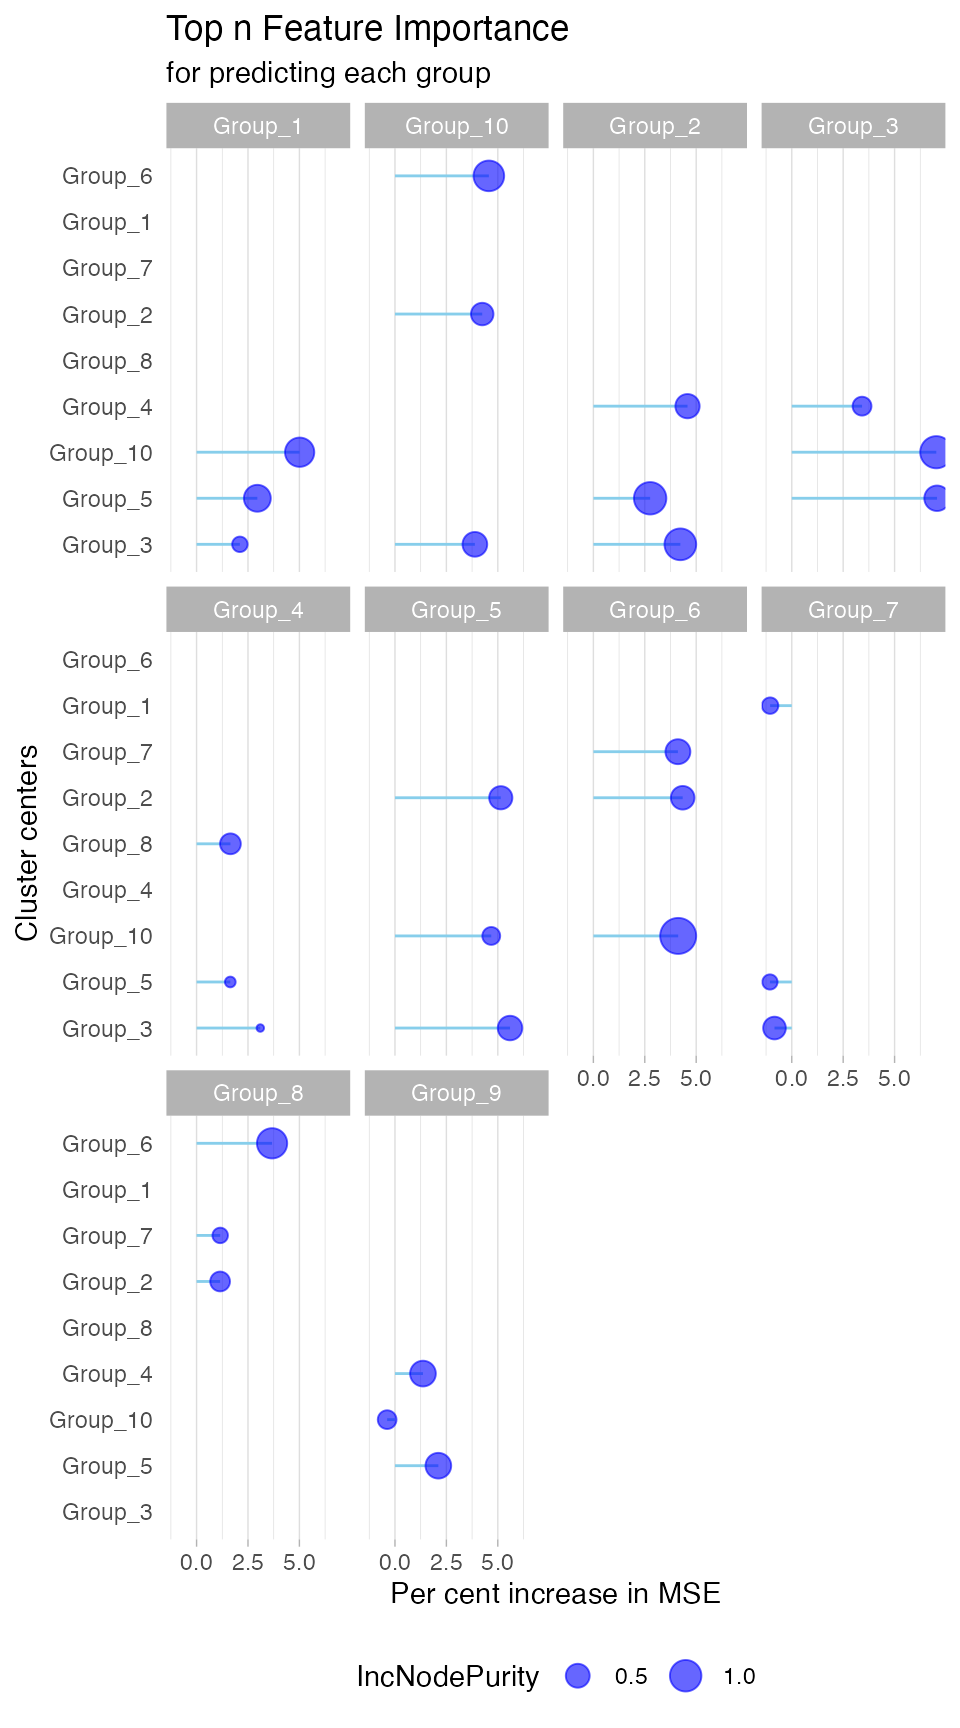 Top n Feature Importance
for predicting each group
Group_1 Group_10 Group_2 Group_3
Group_6
Group_1
Group_7
Group_2
Group_8
Group_4
Group_10
Group_5
Group_3
Group_4 Group_5 Group_6 Group_7
Group_6
Group_1
Group_7
Group_2
Group_8
Group_4
Group_10
Group_5
Group_3
0.0 2.5 5.0 0.0 2.5 5.0
Group_8 Group_9
Group_6
Group_1
Group_7
Group_2
Group_8
Group_4
Group_10
Group_5
Group_3
0.0 2.5 5.0 0.0 2.5 5.0
Cluster centers
Per cent increase in MSE
IncNodePurity 0.5 1.0